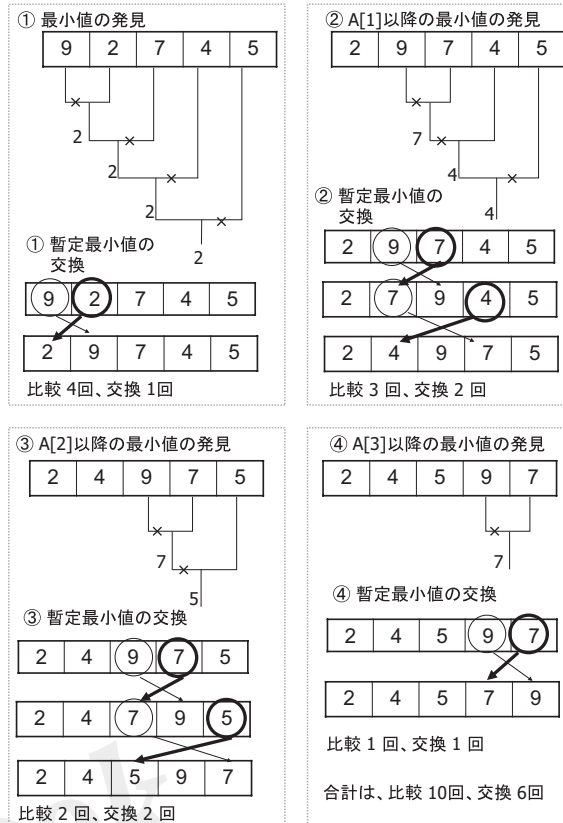 ① 最小値の発見
9 2 7 4 5
2
2
2
2
① 暫定最小値の
交換
9 2 7 4 5
2 9 7 4 5
比較 4回、交換 1回
② A[1]以降の最小値の発見
2 9 7 4 5
7
4
4
② 暫定最小値の
交換
2 9 7 4 5
2 7 9 4 5
2 4 9 7 5
比較 3 回、交換 2 回
③ A[2]以降の最小値の発見
2 4 9 7 5
7
5
③ 暫定最小値の交換
2 4 9 7 5
2 4 7 9 5
2 4 5 9 7
比較 2 回、交換 2 回
④ A[3]以降の最小値の発見
2 4 5 9 7
7
④ 暫定最小値の交換
2 4 5 9 7
2 4 5 7 9
比較 1 回、交換 1 回
合計は、比較 10回、交換 6回